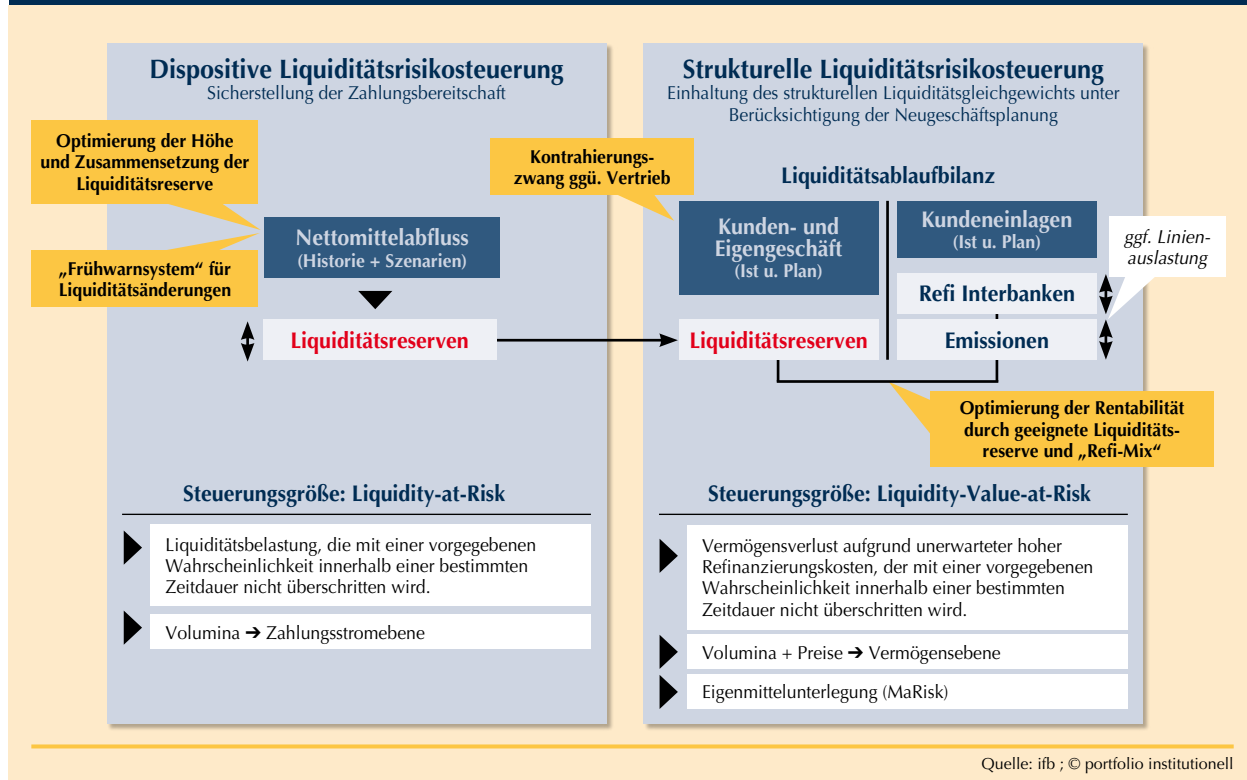 Dispositive Liquiditätsrisikosteuerung
Sicherstellung der Zahlungsbereitschaft
Optimierung der Höhe
und Zusammensetzung der
Liquiditätsreserve
Nettomittelabfluss
(Historie + Szenarien)
„Frühwarnsystem“ für
Liquiditätsänderungen
Liquiditätsreserven
Steuerungsgröße: Liquidity-at-Risk
Liquiditätsbelastung, die mit einer vorgegebenen
Wahrscheinlichkeit innerhalb einer bestimmten
Zeitdauer nicht überschritten wird.
Volumina ➔ Zahlungsstromebene
Strukturelle Liquiditätsrisikosteuerung
Einhaltung des strukturellen Liquiditätsgleichgewichts unter
Berücksichtigung der Neugeschäftsplanung
Kontrahierungs-
zwang ggü. Vertrieb
Liquiditätsablaufbilanz
Kunden- und
Eigengeschäft
(Ist u. Plan)
Kundeneinlagen
(Ist u. Plan)
ggf. Linien-
auslastung
Refi Interbanken
Liquiditätsreserven
Emissionen
Optimierung der Rentabilität
durch geeignete Liquiditäts-
reserve und „Refi-Mix“
Steuerungsgröße: Liquidity-Value-at-Risk
Vermögensverlust aufgrund unerwarteter hoher
Refinanzierungskosten, der mit einer vorgegebenen
Wahrscheinlichkeit innerhalb einer bestimmten
Zeitdauer nicht überschritten wird.
Volumina + Preise ➔ Vermögensebene
Eigenmittelunterlegung (MaRisk)
Quelle: ifb ; © portfolio institutionell